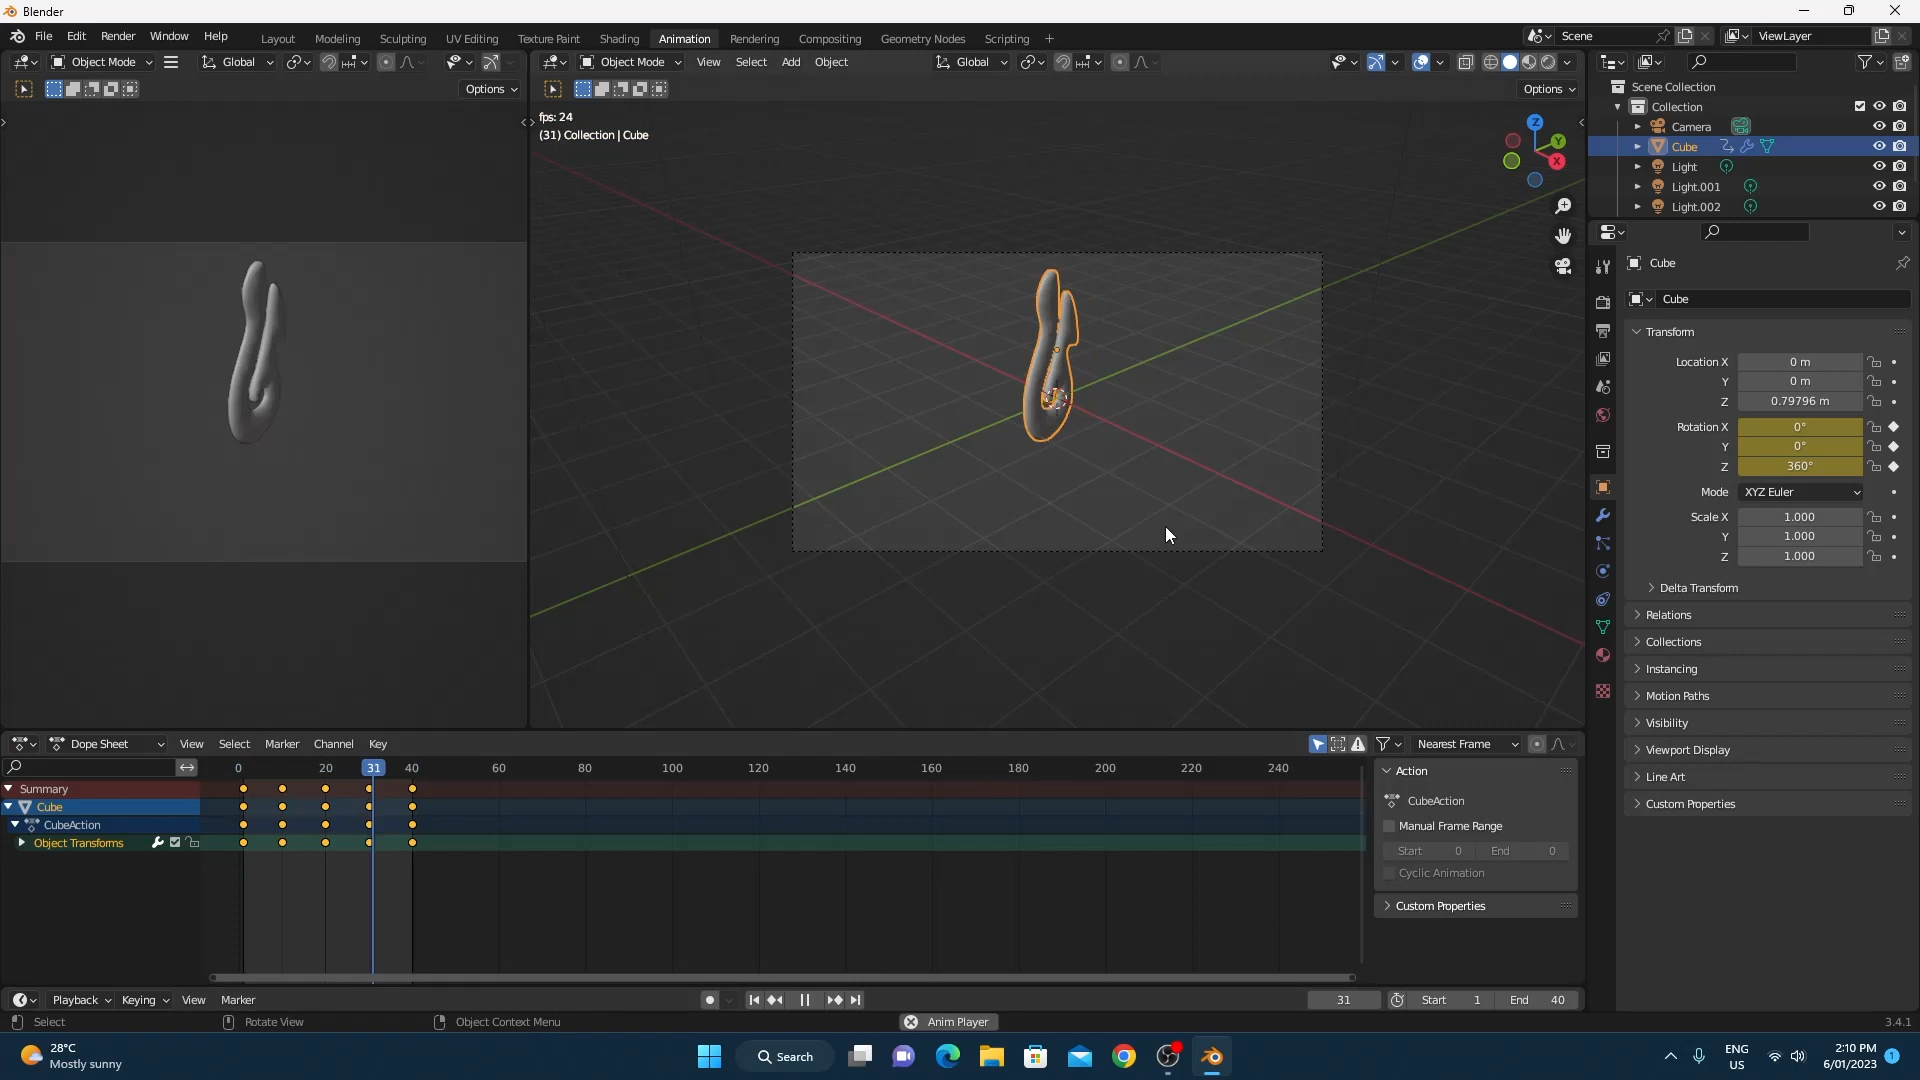 Blender
File Edit Render Window Help Layout Modeling Sculpting UV Editing Texture Paint Shading Animation Rendering Compositing Geometry Nodes Scripting + Scene ViewLayer
Object Mode Global Object Mode View Select Add Object Global
Options Options
Scene Collection
Collection
Camera
Cube
Light
Light.001
Light.002
fps: 24
(31) Collection | Cube
Z
Y
X
Cube
Cube
Transform
Location X 0 m
Y 0 m
Z 0.79796 m
Rotation X 0°
Y 0°
Z 360°
Mode XYZ Euler
Scale X 1.000
Y 1.000
Z 1.000
Delta Transform
Relations
Collections
Instancing
Motion Paths
Visibility
Viewport Display
Line Art
Custom Properties
Dope Sheet View Select Marker Channel Key Nearest Frame
0 20 31 40 60 80 100 120 140 160 180 200 220 240
Summary
Cube
CubeAction
Object Transforms
Action
CubeAction
Manual Frame Range
Start 0 End 0
Cyclic Animation
Custom Properties
Playback Keying View Marker 31 Start 1 End 40
Select Rotate View Object Context Menu Anim Player 3.4.1
28°C
Mostly sunny
Search
ENG
US
2:10 PM
6/01/2023
1